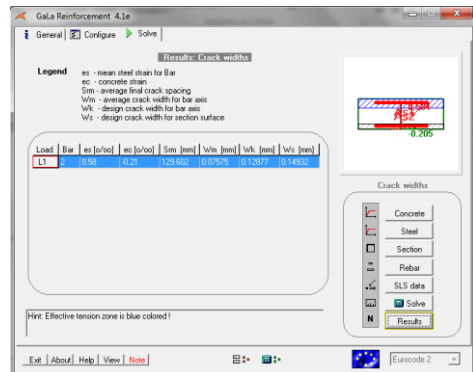 GaLa Reinforcement 4.1e
General Configure Solve
Results: Crack widths
Legend
es - mean steel strain for Bar
ec - concrete strain
Srm - average final crack spacing
Wm - average crack width for bar axis
Wk - design crack width for bar axis
Ws - design crack width for section surface
Load Bar es [o/oo] ec [o/oo] Srm [mm] Wm [mm] Wk [mm] Ws [mm]
L1 2 0.58 -0.21 129.602 0.07575 0.12877 0.14932
-0.205
Crack widths
Concrete
Steel
Section
Rebar
SLS data
Solve
N Results
Hint: Effective tension zone is blue colored !
Exit About Help View Note
Eurocode 2